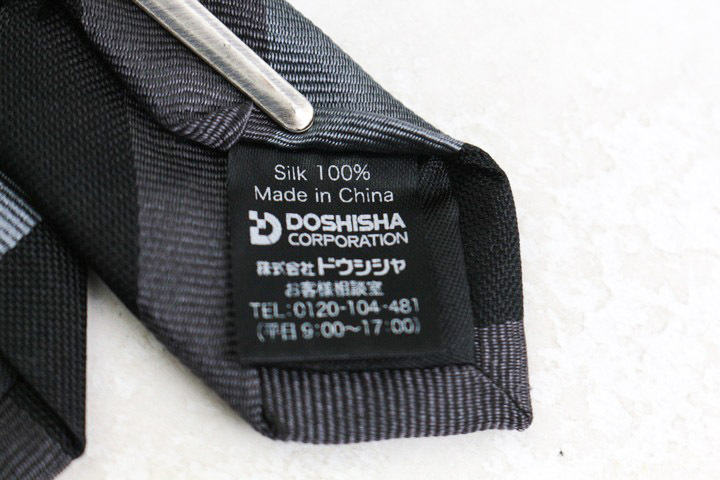 Silk 100%
Made in China
DOSHISHA
CORPORATION
株式会社ドウシシャ
お客様相談室
TEL:0120-104-481
(平日9:00~17:00)